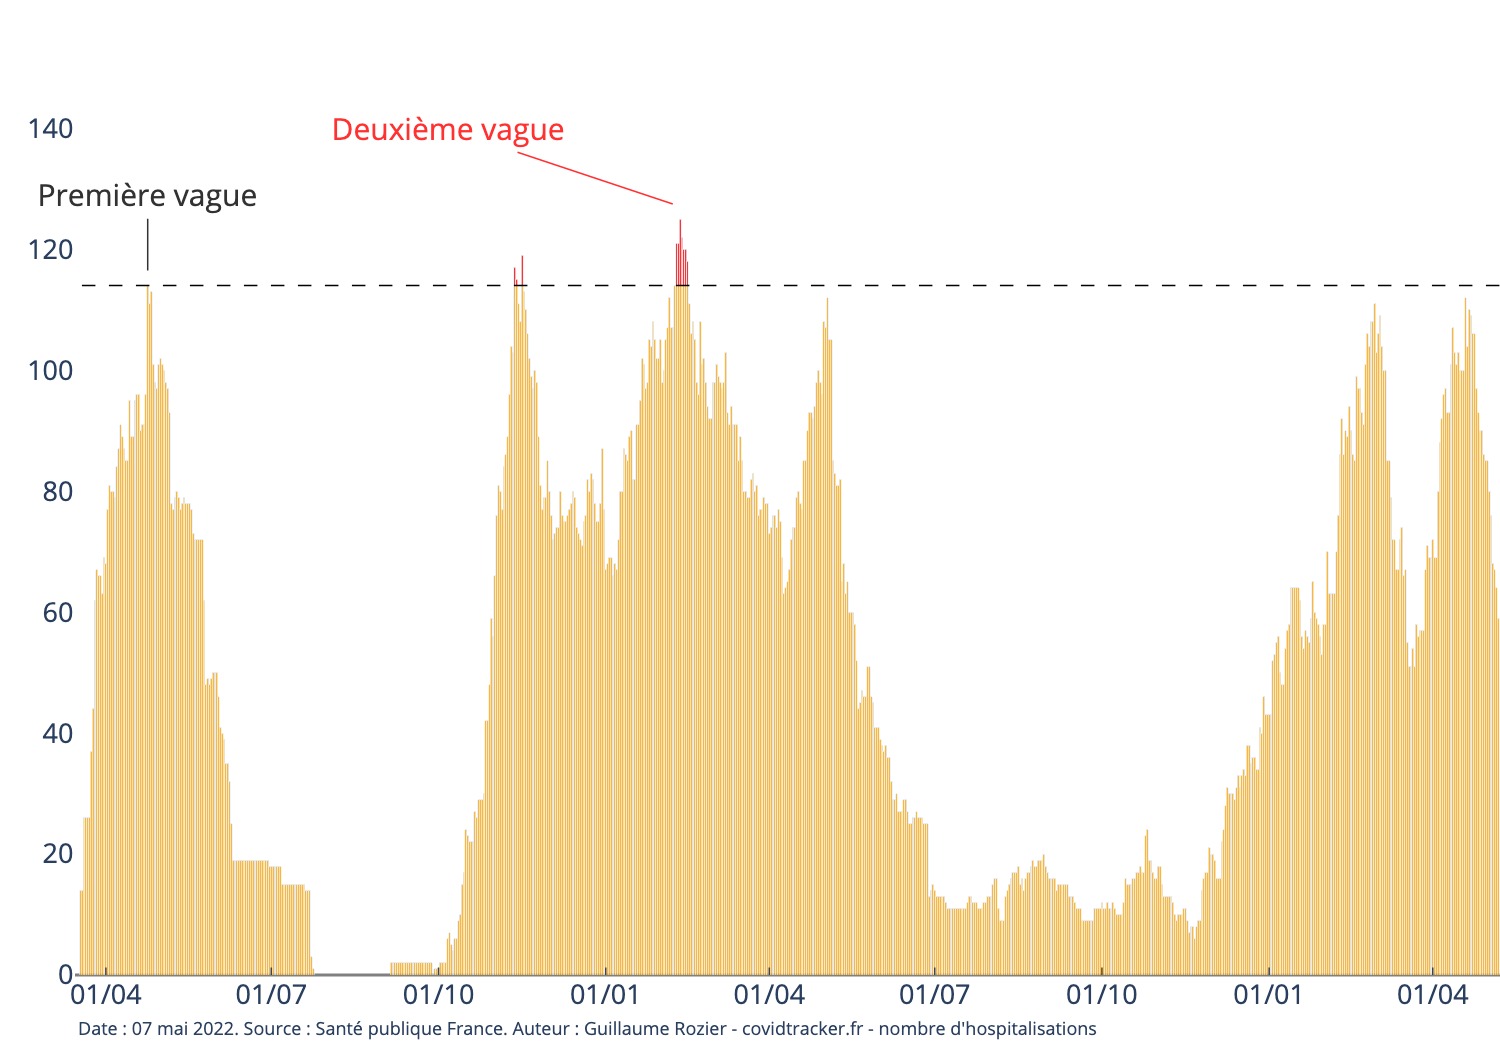 140
Deuxième vague
Première vague
120
100
80
60
40
20
0
01/04 01/07 01/10 01/01 01/04 01/07 01/10 01/01 01/04
Date : 07 mai 2022. Source : Santé publique France. Auteur : Guillaume Rozier - covidtracker.fr - nombre d'hospitalisations